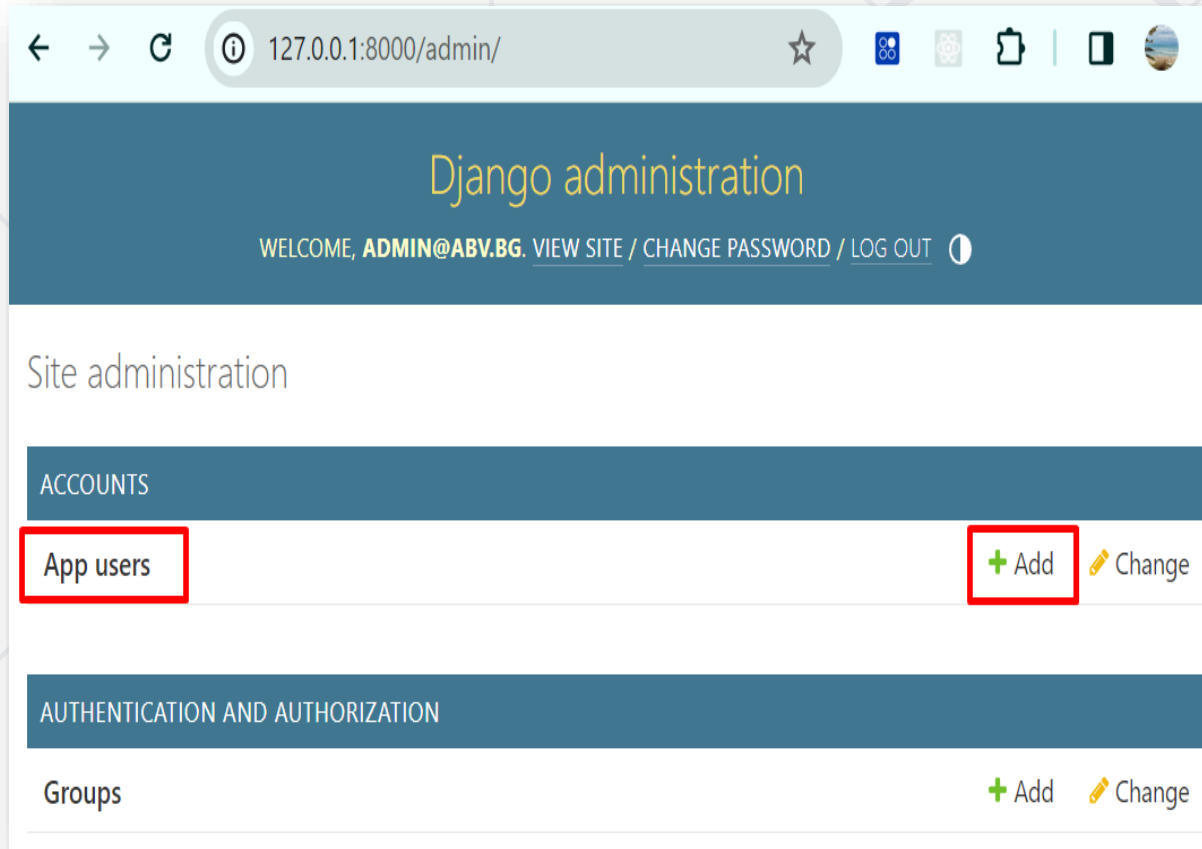 127.0.0.1:8000/admin/
Django administration
WELCOME, ADMIN@ABV.BG. VIEW SITE / CHANGE PASSWORD / LOG OUT
Site administration
ACCOUNTS
App users + Add Change
AUTHENTICATION AND AUTHORIZATION
Groups + Add Change